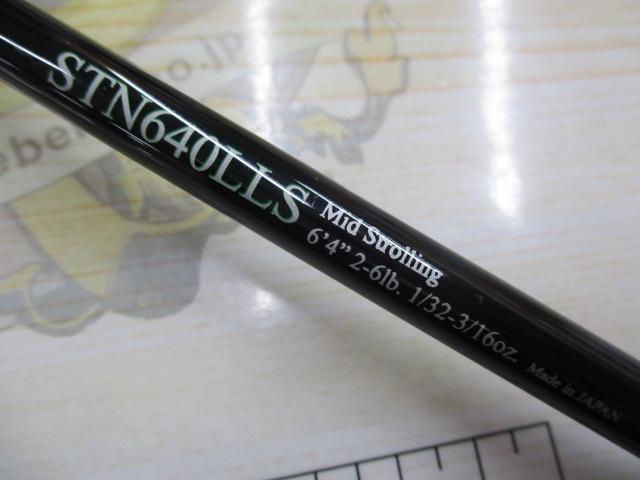 STN640LLS
Mid Strolling
6'4" 2-6lb. 1/32-3/16oz. Made in JAPAN